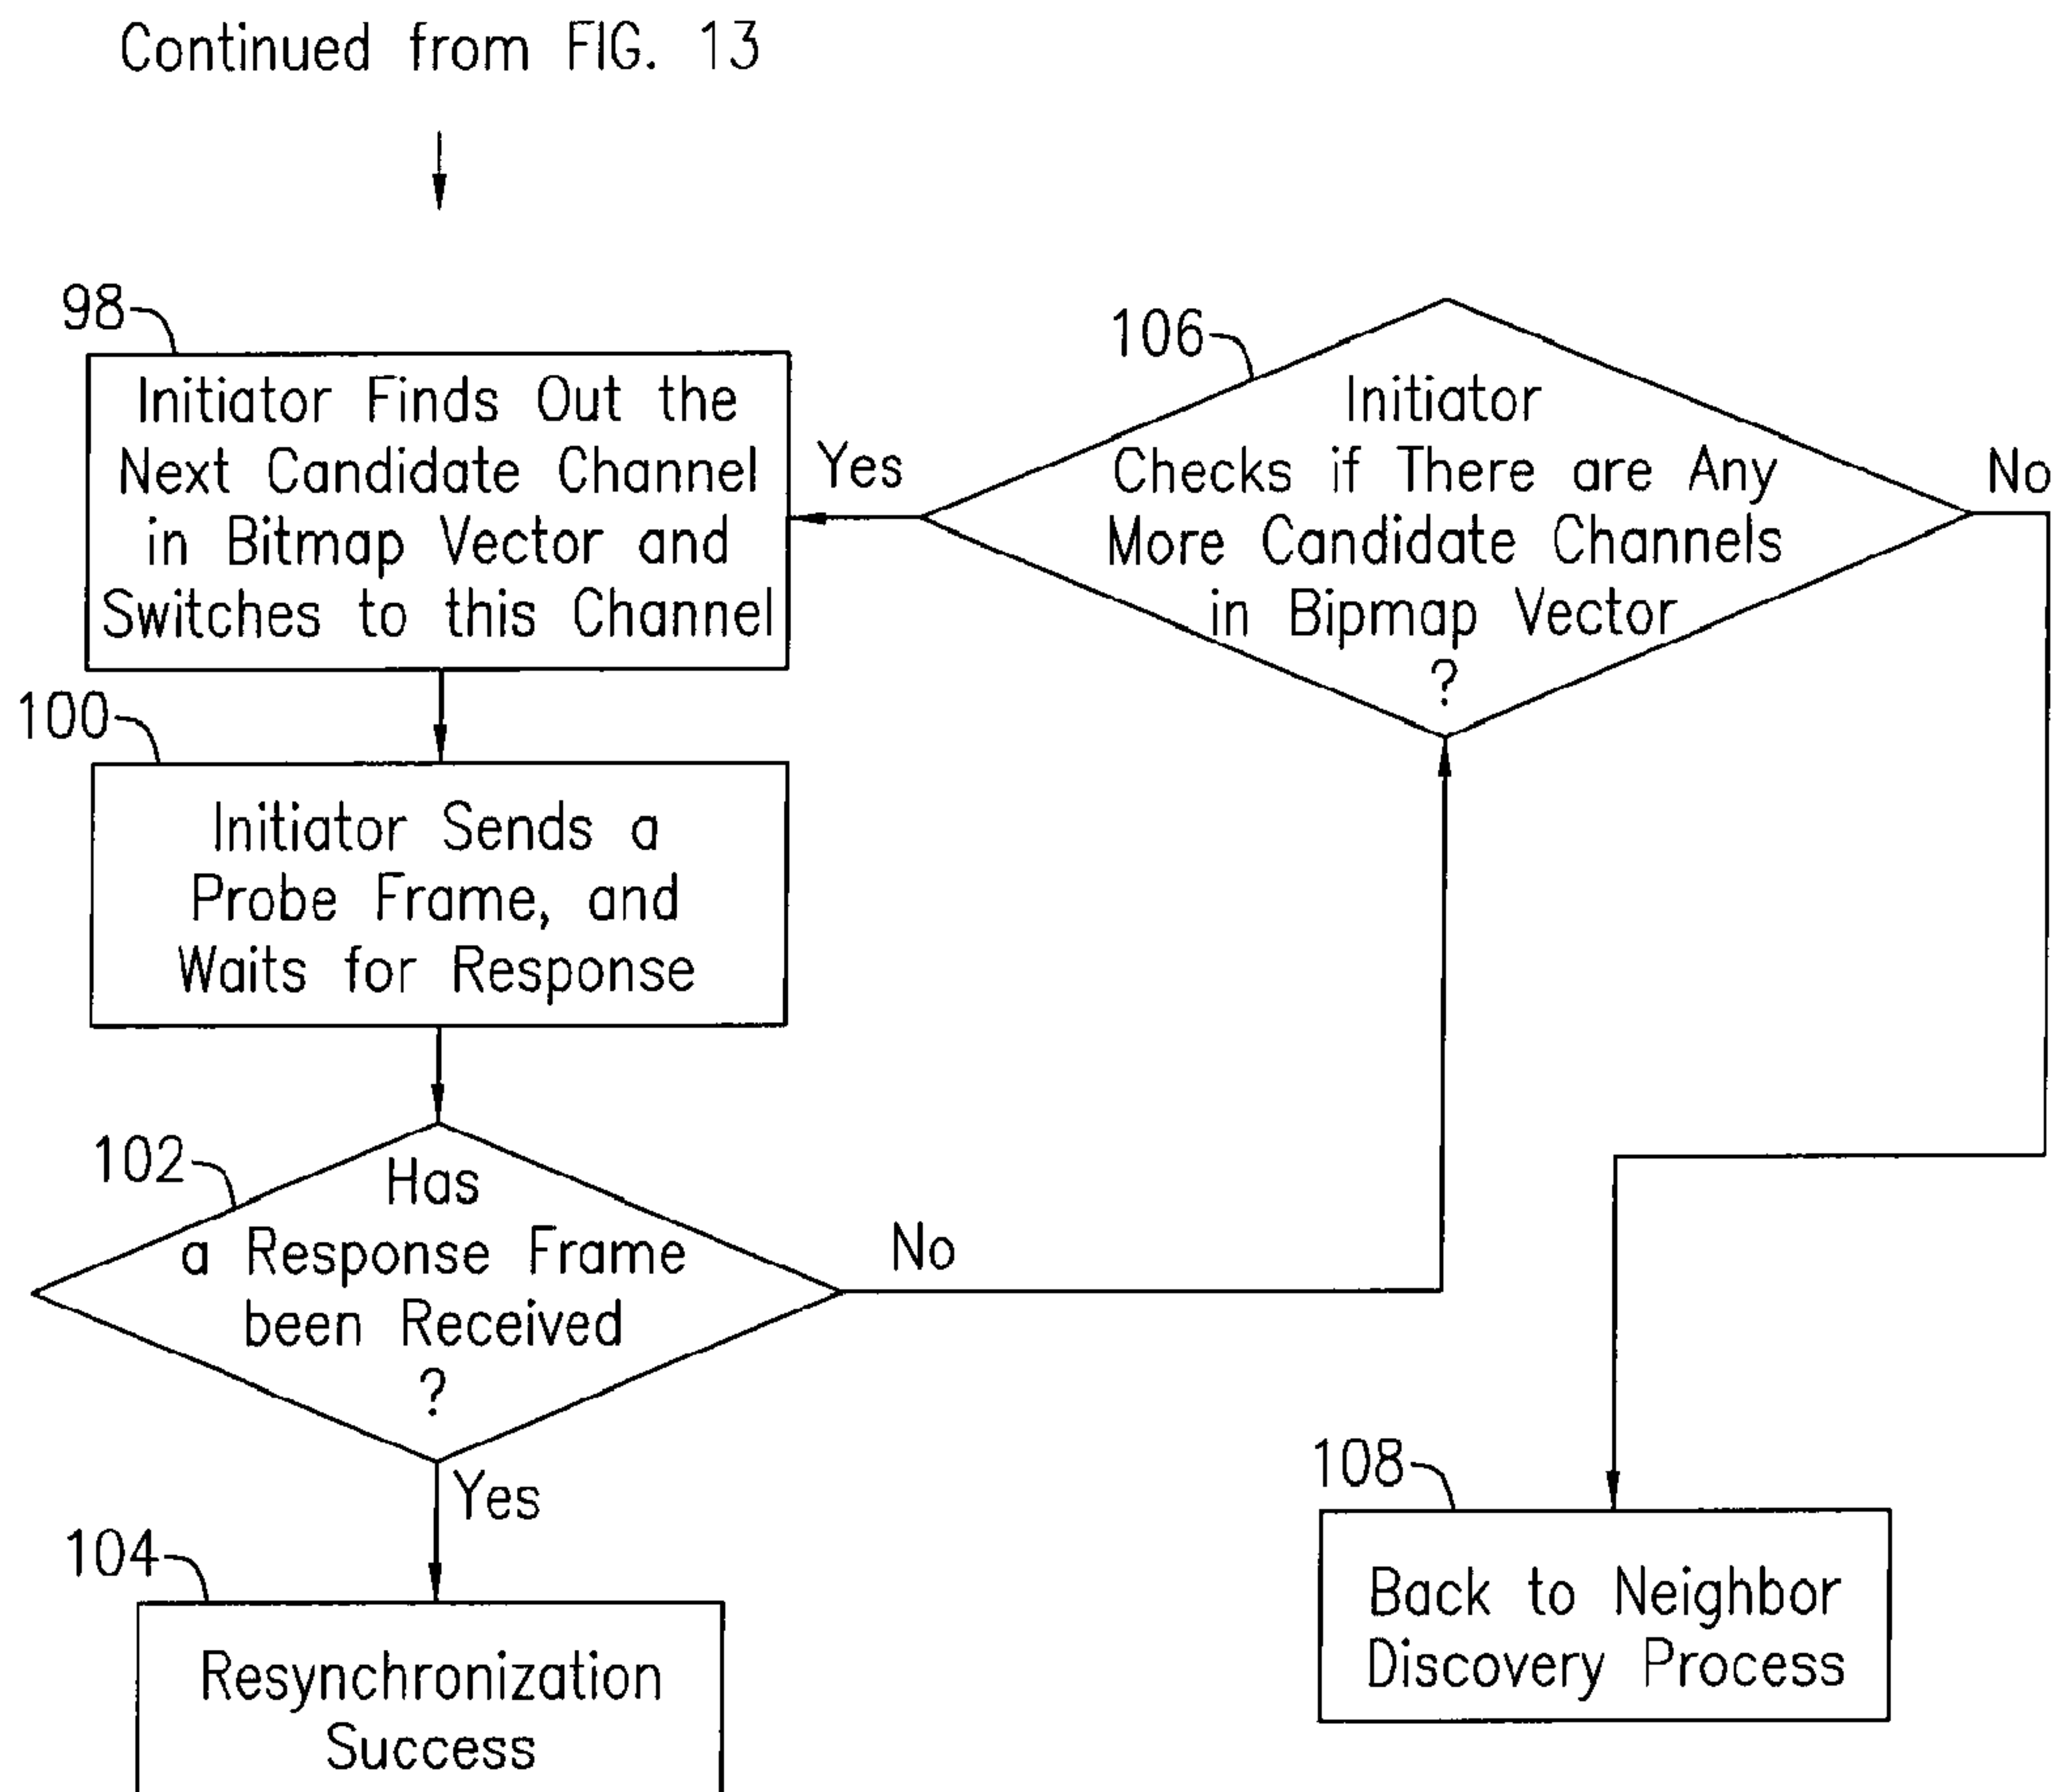 Continued from FIG. 13
98
Initiator Finds Out the
Next Candidate Channel
in Bitmap Vector and
Switches to this Channel
Yes
106
Initiator
Checks if There are Any
More Candidate Channels
in Bipmap Vector
?
No
100
Initiator Sends a
Probe Frame, and
Waits for Response
102
Has
a Response Frame
been Received
?
No
Yes
104
Resynchronization
Success
108
Back to Neighbor
Discovery Process